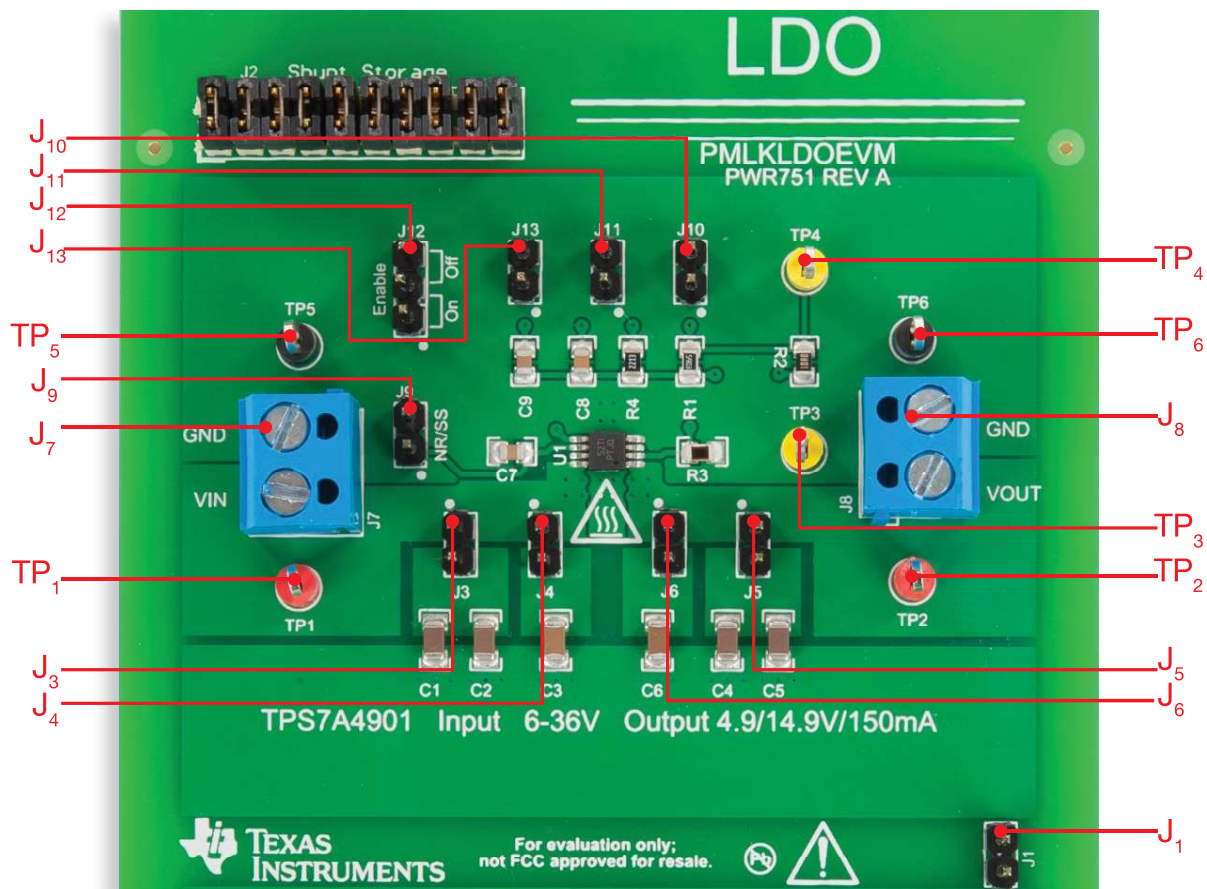 LDO
J2 Shunt Storage
J10
PMLKLDOEVM
PWR751 REV A
J11
J12
J13
J12
J13
J11
J10
TP4
TP4
Enable
Off
On
TP5
TP6
TP5
TP6
R2
J9
J9
C9
C8
R4
R1
TP3
J7
GND
NR/SS
U1
GND
J8
C7
R3
VIN
J7
J8
VOUT
TP3
TP1
J3
J4
J6
J5
TP2
TP1
TP2
J3
C1
C2
C3
C6
C4
C5
J5
J4
J6
TPS7A4901 Input 6-36V Output 4.9/14.9V/150mA
TEXAS
INSTRUMENTS
For evaluation only;
not FCC approved for resale.
Pb
J1
J1